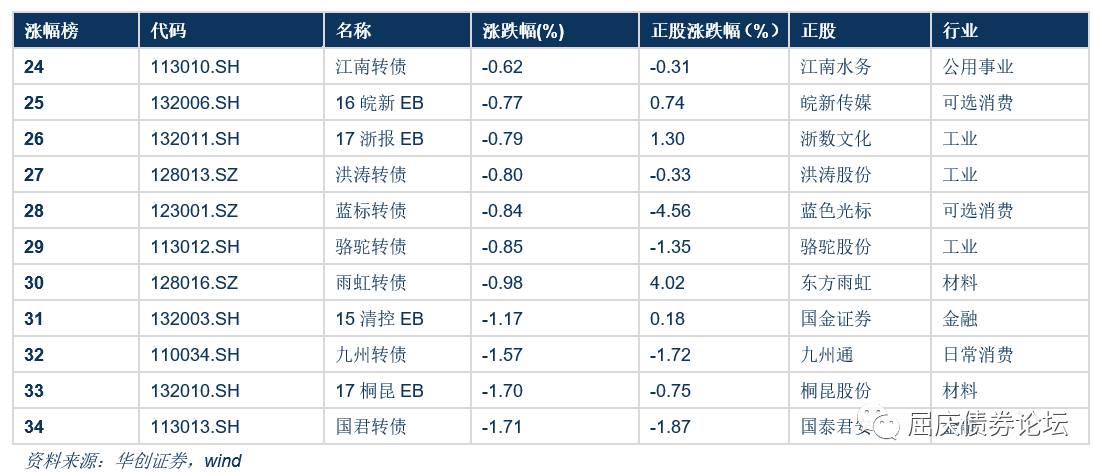 涨幅榜 代码 名称 涨跌幅(%) 正股涨跌幅（%） 正股 行业
24 113010.SH 江南转债 -0.62 -0.31 江南水务 公用事业
25 132006.SH 16 皖新 EB -0.77 0.74 皖新传媒 可选消费
26 132011.SH 17 浙报 EB -0.79 1.30 浙数文化 工业
27 128013.SZ 洪涛转债 -0.80 -0.33 洪涛股份 工业
28 123001.SZ 蓝标转债 -0.84 -4.56 蓝色光标 可选消费
29 113012.SH 骆驼转债 -0.85 -1.35 骆驼股份 工业
30 128016.SZ 雨虹转债 -0.98 4.02 东方雨虹 材料
31 132003.SH 15 清控 EB -1.17 0.18 国金证券 金融
32 110034.SH 九州转债 -1.57 -1.72 九州通 日常消费
33 132010.SH 17 桐昆 EB -1.70 -0.75 桐昆股份 材料
34 113013.SH 国君转债 -1.71 -1.87 国泰君安
屈庆债券论坛
资料来源：华创证券，wind